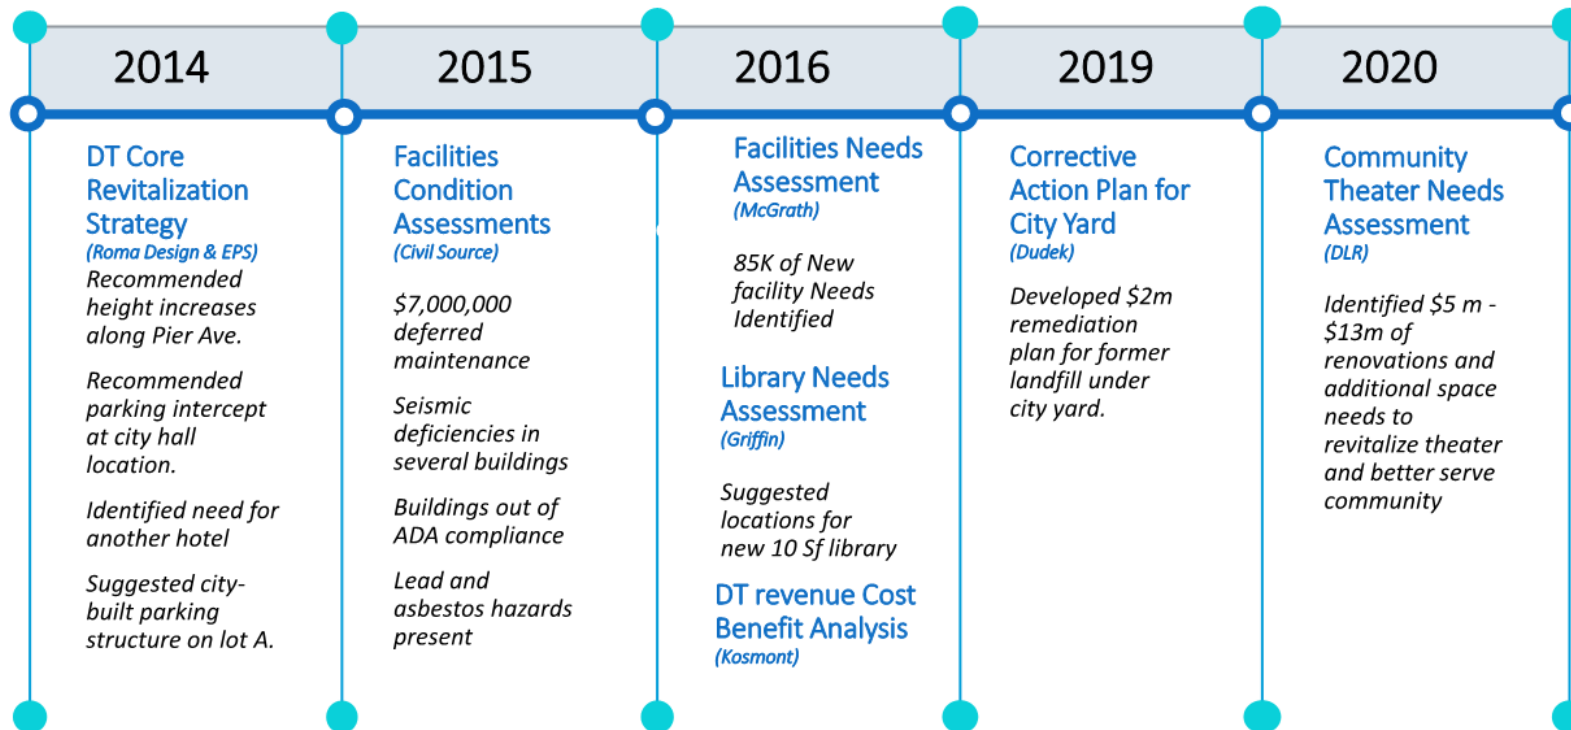 2014
DT Core
Revitalization
Strategy
(Roma Design & EPS)
Recommended
height increases
along Pier Ave.
Recommended
parking intercept
at city hall
location.
Identified need for
another hotel
Suggested city-
built parking
structure on lot A.
2015
Facilities
Condition
Assessments
(Civil Source)
$7,000,000
deferred
maintenance
Seismic
deficiencies in
several buildings
Buildings out of
ADA compliance
Lead and
asbestos hazards
present
2016
Facilities Needs
Assessment
(McGrath)
85K of New
facility Needs
Identified
Library Needs
Assessment
(Griffin)
Suggested
locations for
new 10 Sf library
DT revenue Cost
Benefit Analysis
(Kosmont)
2019
Corrective
Action Plan for
City Yard
(Dudek)
Developed $2m
remediation
plan for former
landfill under
city yard.
2020
Community
Theater Needs
Assessment
(DLR)
Identified $5 m -
$13m of
renovations and
additional space
needs to
revitalize theater
and better serve
community